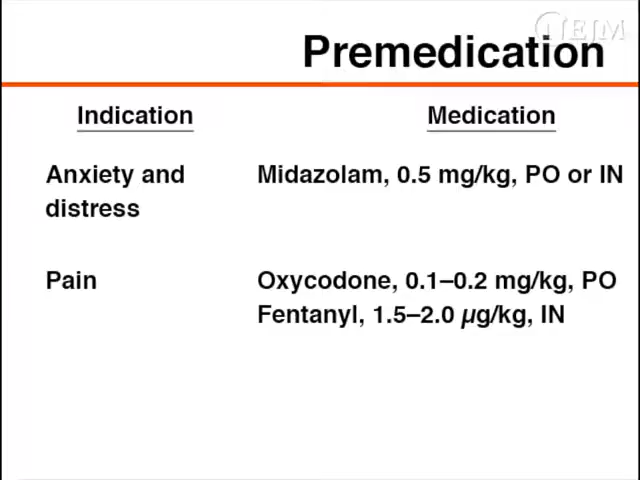 NEJM
Premedication
Indication Medication
Anxiety and Midazolam, 0.5 mg/kg, PO or IN
distress
Pain Oxycodone, 0.1–0.2 mg/kg, PO
Fentanyl, 1.5–2.0 µg/kg, IN